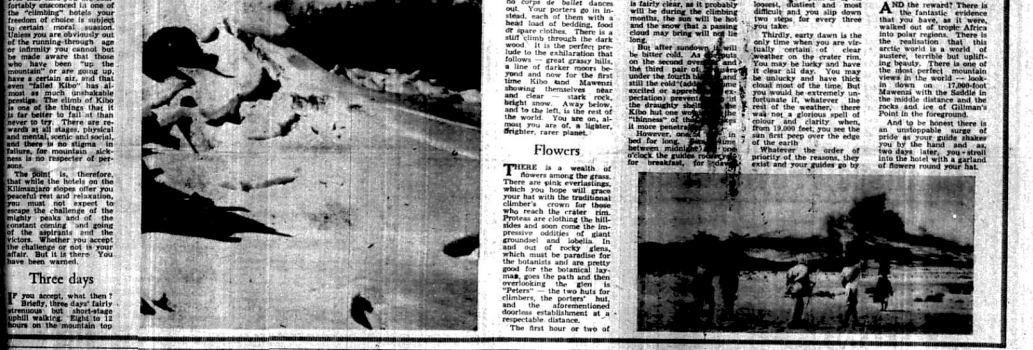 fortably ensconced in one of
the "climbing" hotels your
freedom of choice is subject
to certain moral suasion.
Unless you are obviously out
of the running through age
or infirmity you cannot but
be made aware that those
who have been "up the
mountain" or are going up,
have a certain air, and that
even "failed Kibo" has al-
most as much unshakable
prestige. The climb of Kibo
is one of the things that it
is far better to fail at than
never to try. There are re-
wards at all stages, physical
and mental, scenic and social,
and there is no stigma in
failure, for mountain sick-
ness is no respecter of per-
sons.
The point is, therefore,
that while the hotels on the
Kilimanjaro slopes offer you
peaceful rest and relaxation,
you must not expect to
escape the challenge of the
mighty peaks and of the
constant coming and going
of the aspirants and the
victors. Whether you accept
the challenge or not is your
affair. But it is there You
have been warned.
Three days
IF you accept, what then?
Briefly, three days' fairly
strenuous but short-stage
uphill walking. Eight to 12
hours on the mountain top
no corps de ballet dances
out. Your porters go in in-
stead, each of them with a
head load of bedding, food
or spare clothes. There is a
stiff climb through the dark
wood. It is the perfect pre-
lude to the exhilaration that
follows — great grassy hills,
a line of darker moors be-
yond and now for the first
time Kibo and Mawenzi
showing themselves near
and clear — stark rock,
bright snow. Away below,
and to the left, is the rest of
the world. You are on, al-
most you are of, a lighter,
brighter, rarer planet.
Flowers
THERE is a wealth of
flowers among the grass.
There are pink everlastings,
which you hope will grace
your hat with the traditional
climber's crown for those
who reach the crater rim.
Proteas are clothing the hill-
sides and soon come the im-
pressive oddities of giant
groundsel and lobelia. In
and out of rocky glens,
which must be paradise for
the botanists and are pretty
good for the botanical lay-
man, goes the path and then
overlooking the glen is
"Peters" — the two huts for
climbers, the porters' hut,
and the aforementioned
doorless establishment at a
respectable distance.
The first hour or two of
is fairly clear, as it probably
will be during the climbing
months, the sun will be hot
and the snow that a passing
cloud may bring will not lie
long.
But after sundown it will
be bitter cold. As
on the second over and
the third pair of
under the fourth
still the cold (added
excited or appre ex-
pectation) prevent in
the draughty shed
Kibo hut one wor the
"thinness" of the
it more penetra
However, one in
bed for long. time
between midnight one
o'clock the guides
for breakfast, for
loosest, dustiest and most
difficult and you slip down
two steps for every three
you take.
Thirdly, early dawn is the
only time when you are vir-
tually certain of clear
weather on the crater rim.
You may be lucky and have
it clear all day. You may
be unlucky and have thick
cloud most of the time. But
you would be extremely un-
fortunate if, whatever the
rest of the weather, there
was not a glorious spell of
colour and clarity when,
from 19,000 feet, you see the
sun first peep over the edge
of the earth
Whatever the order of
priority of the reasons, they
exist and your guides go by
AND the reward? There is
the fantastic evidence
that you have, as it were,
walked out of tropic Africa
into polar regions. There is
the realisation that this
arctic world is a world of
austere, terrible but uplift-
ing beauty. There is one of
the most perfect mountain
views in the world — look-
in down on 17,000-foot
Mawenzi with the Saddle in
the middle distance and the
rocks and ice of Gillman's
Point in the foreground.
And to be honest there is
an unstoppable surge of
pride as your guide shakes
you by the hand and as,
two days later, you stroll
into the hotel with a garland
of flowers round your hat.